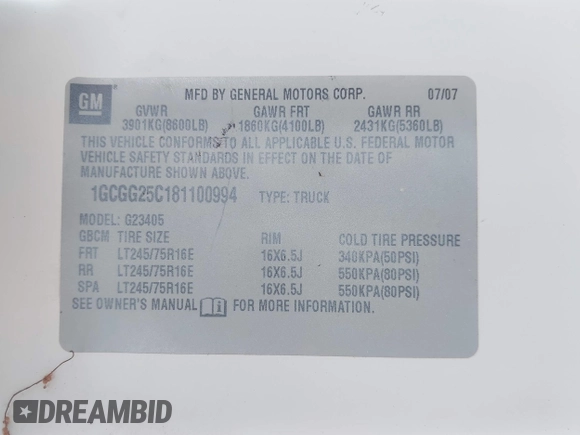 GM
MFD BY GENERAL MOTORS CORP. 07/07
GVWR GAWR FRT GAWR RR
3901KG(8600LB) 1860KG(4100LB) 2431KG(5360LB)
THIS VEHICLE CONFORMS TO ALL APPLICABLE U.S. FEDERAL MOTOR
VEHICLE SAFETY STANDARDS IN EFFECT ON THE DATE OF
MANUFACTURE SHOWN ABOVE.
1GCGG25C181100994 TYPE: TRUCK
MODEL: G23405
GBCM TIRE SIZE RIM COLD TIRE PRESSURE
FRT LT245/75R16E 16X6.5J 340KPA(50PSI)
RR LT245/75R16E 16X6.5J 550KPA(80PSI)
SPA LT245/75R16E 16X6.5J 550KPA(80PSI)
SEE OWNER'S MANUAL FOR MORE INFORMATION.
DREAMBID